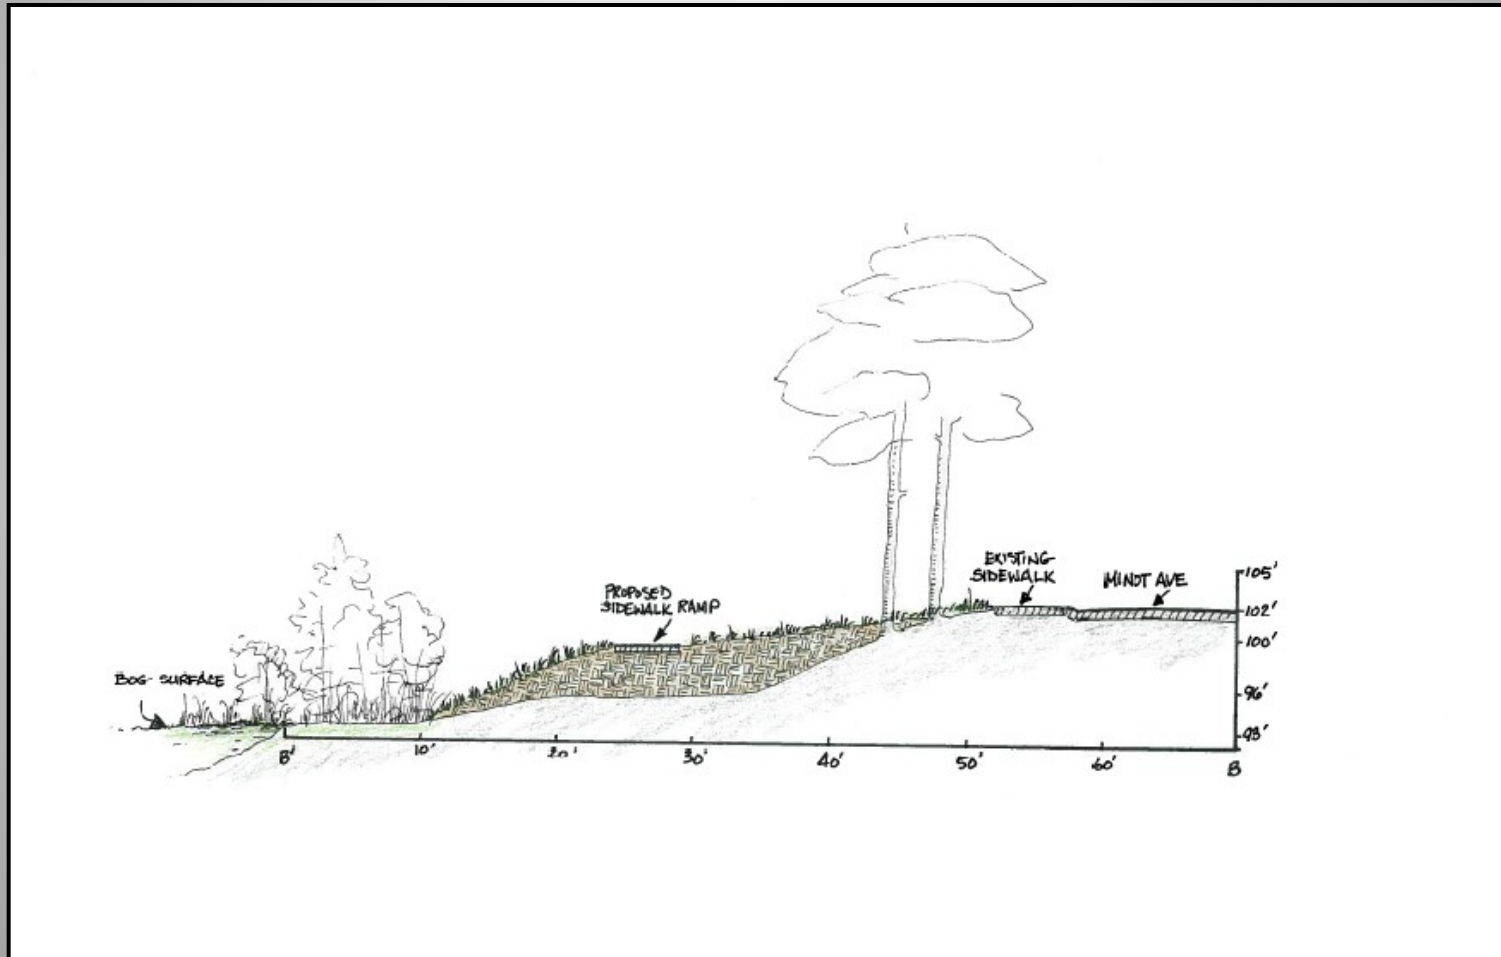 EXISTING
SIDEWALK
MINOT AVE
105'
PROPOSED
SIDEWALK RAMP
102'
100'
BOG SURFACE
96'
93'
B'
10'
20'
30'
40'
50'
60'
B